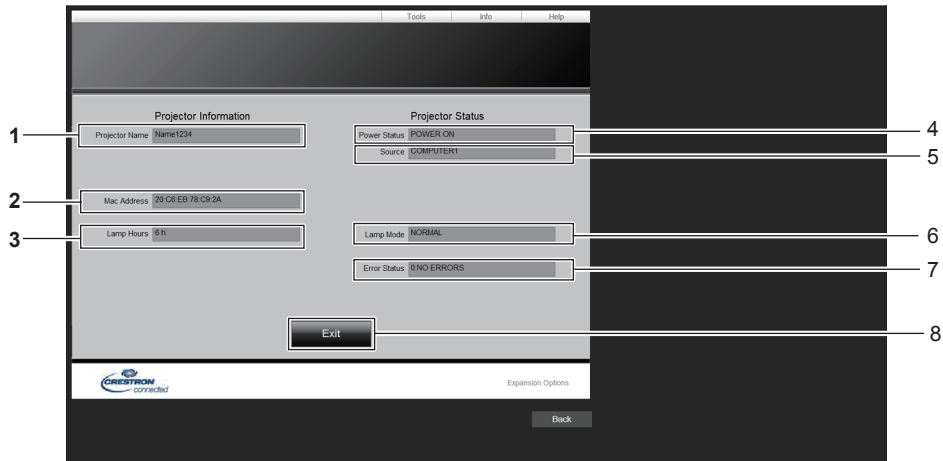 Tools Info Help
Projector Information
Projector Status
1 Projector Name Name1234
Power Status POWER ON 4
Source COMPUTER1 5
2 Mac Address 20:C6:EB:78:C9:2A
3 Lamp Hours 6 h
Lamp Mode NORMAL 6
Error Status 0:NO ERRORS 7
Exit 8
CRESTRON
connected
Expansion Options
Back